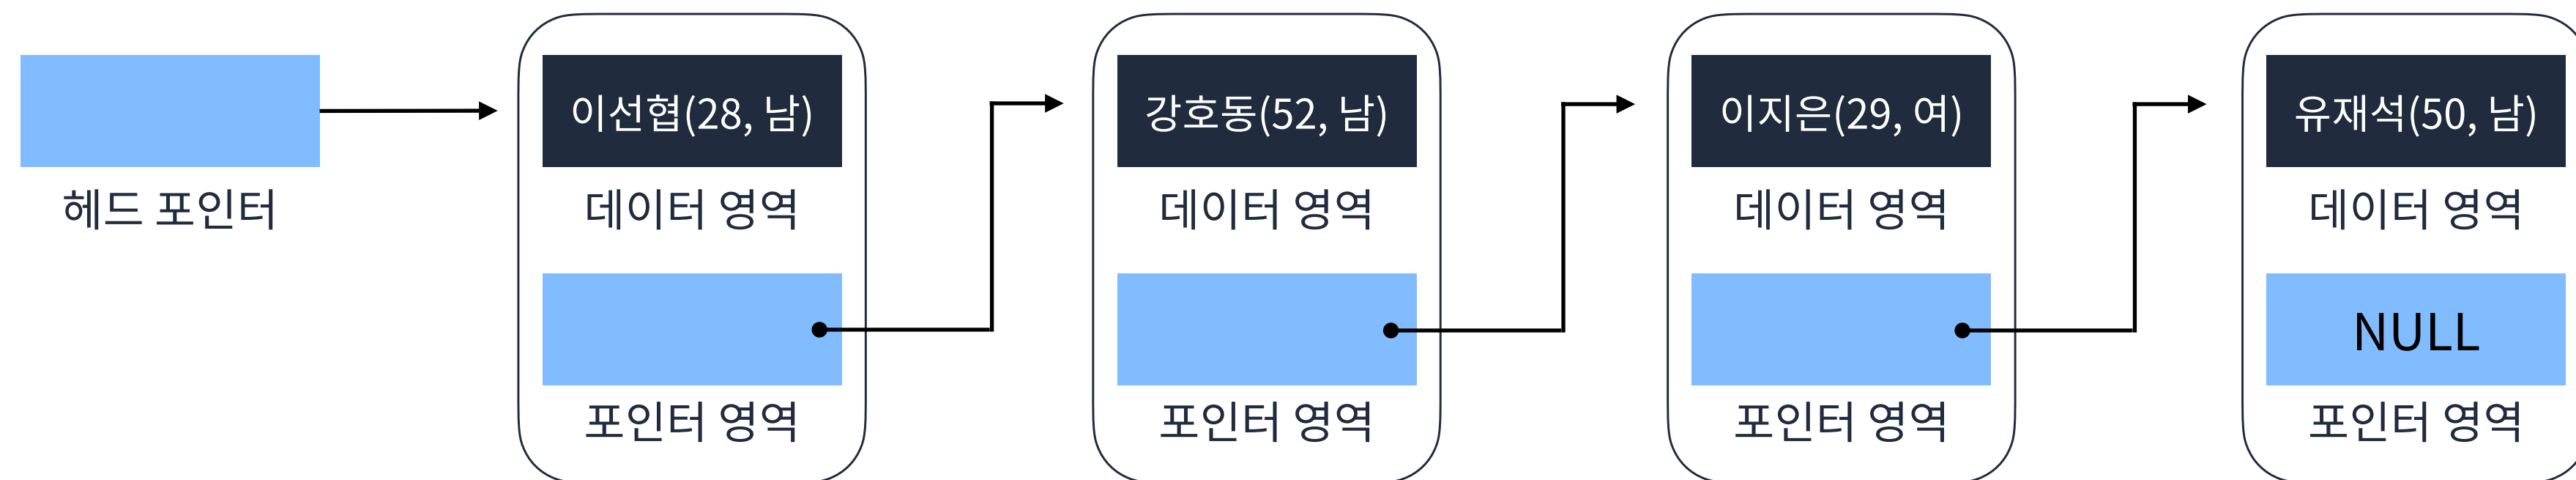 이선협(28, 남)
강호동(52, 남)
이지은(29, 여)
유재석(50, 남)
헤드 포인터
데이터 영역
데이터 영역
데이터 영역
데이터 영역
NULL
포인터 영역
포인터 영역
포인터 영역
포인터 영역